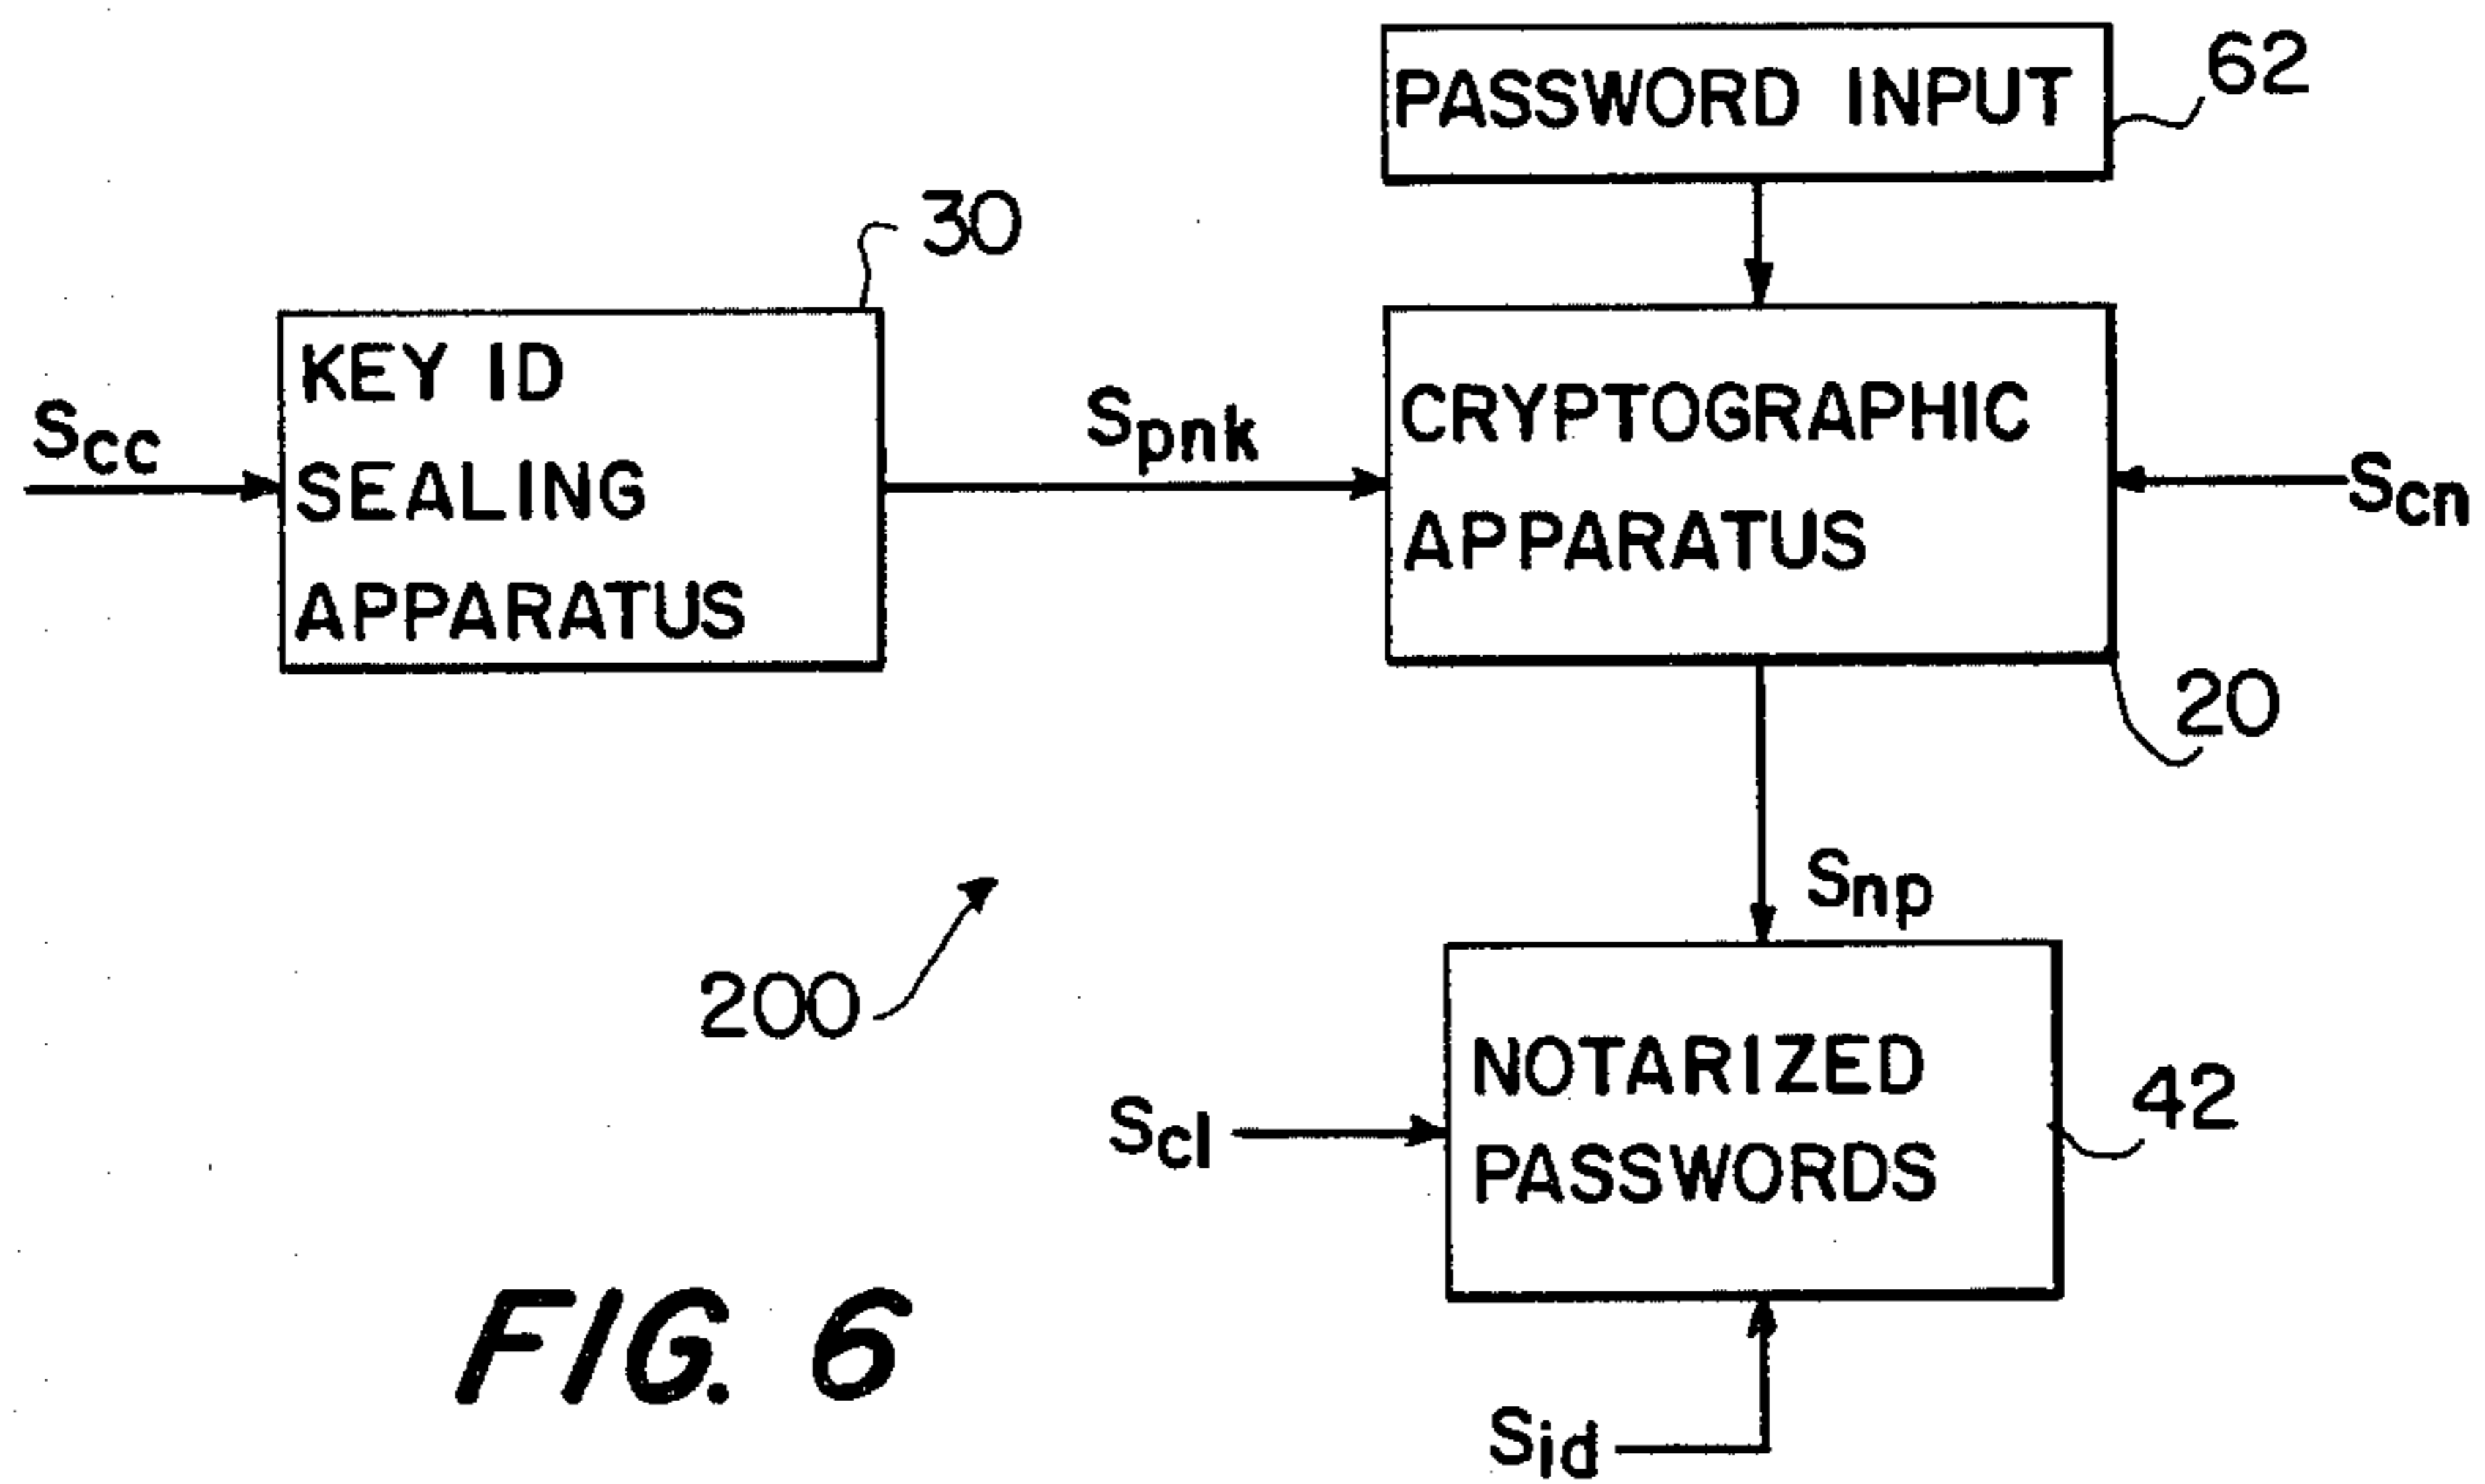 PASSWORD INPUT
62
30
KEY ID
SEALING
APPARATUS
Scc
Spnk
CRYPTOGRAPHIC
APPARATUS
Scn
20
Snp
200
NOTARIZED
PASSWORDS
42
Scl
Sid
FIG. 6